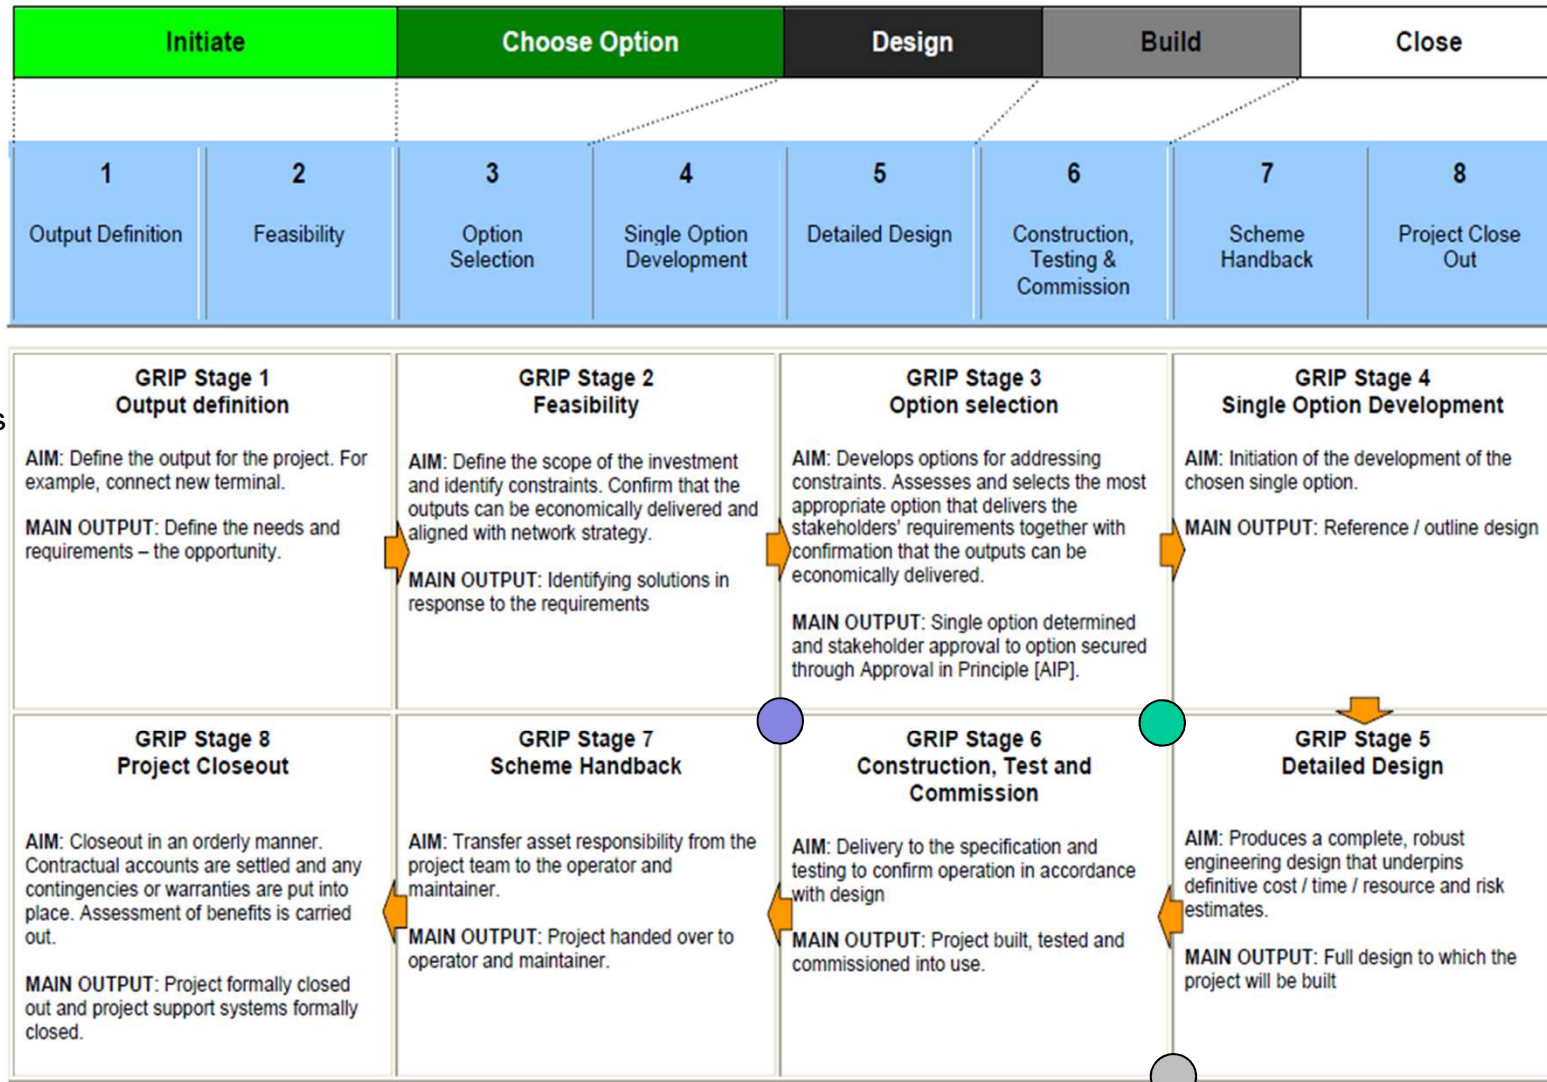 Initiate
Choose Option
Design
Build
Close
1
Output Definition
2
Feasibility
3
Option
Selection
4
Single Option
Development
5
Detailed Design
6
Construction,
Testing &
Commission
7
Scheme
Handback
8
Project Close
Out
s
GRIP Stage 1
Output definition
AIM: Define the output for the project. For
example, connect new terminal.
MAIN OUTPUT: Define the needs and
requirements – the opportunity.
GRIP Stage 2
Feasibility
AIM: Define the scope of the investment
and identify constraints. Confirm that the
outputs can be economically delivered and
aligned with network strategy.
MAIN OUTPUT: Identifying solutions in
response to the requirements
GRIP Stage 3
Option selection
AIM: Develops options for addressing
constraints. Assesses and selects the most
appropriate option that delivers the
stakeholders' requirements together with
confirmation that the outputs can be
economically delivered.
MAIN OUTPUT: Single option determined
and stakeholder approval to option secured
through Approval in Principle [AIP].
GRIP Stage 4
Single Option Development
AIM: Initiation of the development of the
chosen single option.
MAIN OUTPUT: Reference / outline design
GRIP Stage 8
Project Closeout
AIM: Closeout in an orderly manner.
Contractual accounts are settled and any
contingencies or warranties are put into
place. Assessment of benefits is carried
out.
MAIN OUTPUT: Project formally closed
out and project support systems formally
closed.
GRIP Stage 7
Scheme Handback
AIM: Transfer asset responsibility from the
project team to the operator and
maintainer.
MAIN OUTPUT: Project handed over to
operator and maintainer.
GRIP Stage 6
Construction, Test and
Commission
AIM: Delivery to the specification and
testing to confirm operation in accordance
with design
MAIN OUTPUT: Project built, tested and
commissioned into use.
GRIP Stage 5
Detailed Design
AIM: Produces a complete, robust
engineering design that underpins
definitive cost / time / resource and risk
estimates.
MAIN OUTPUT: Full design to which the
project will be built